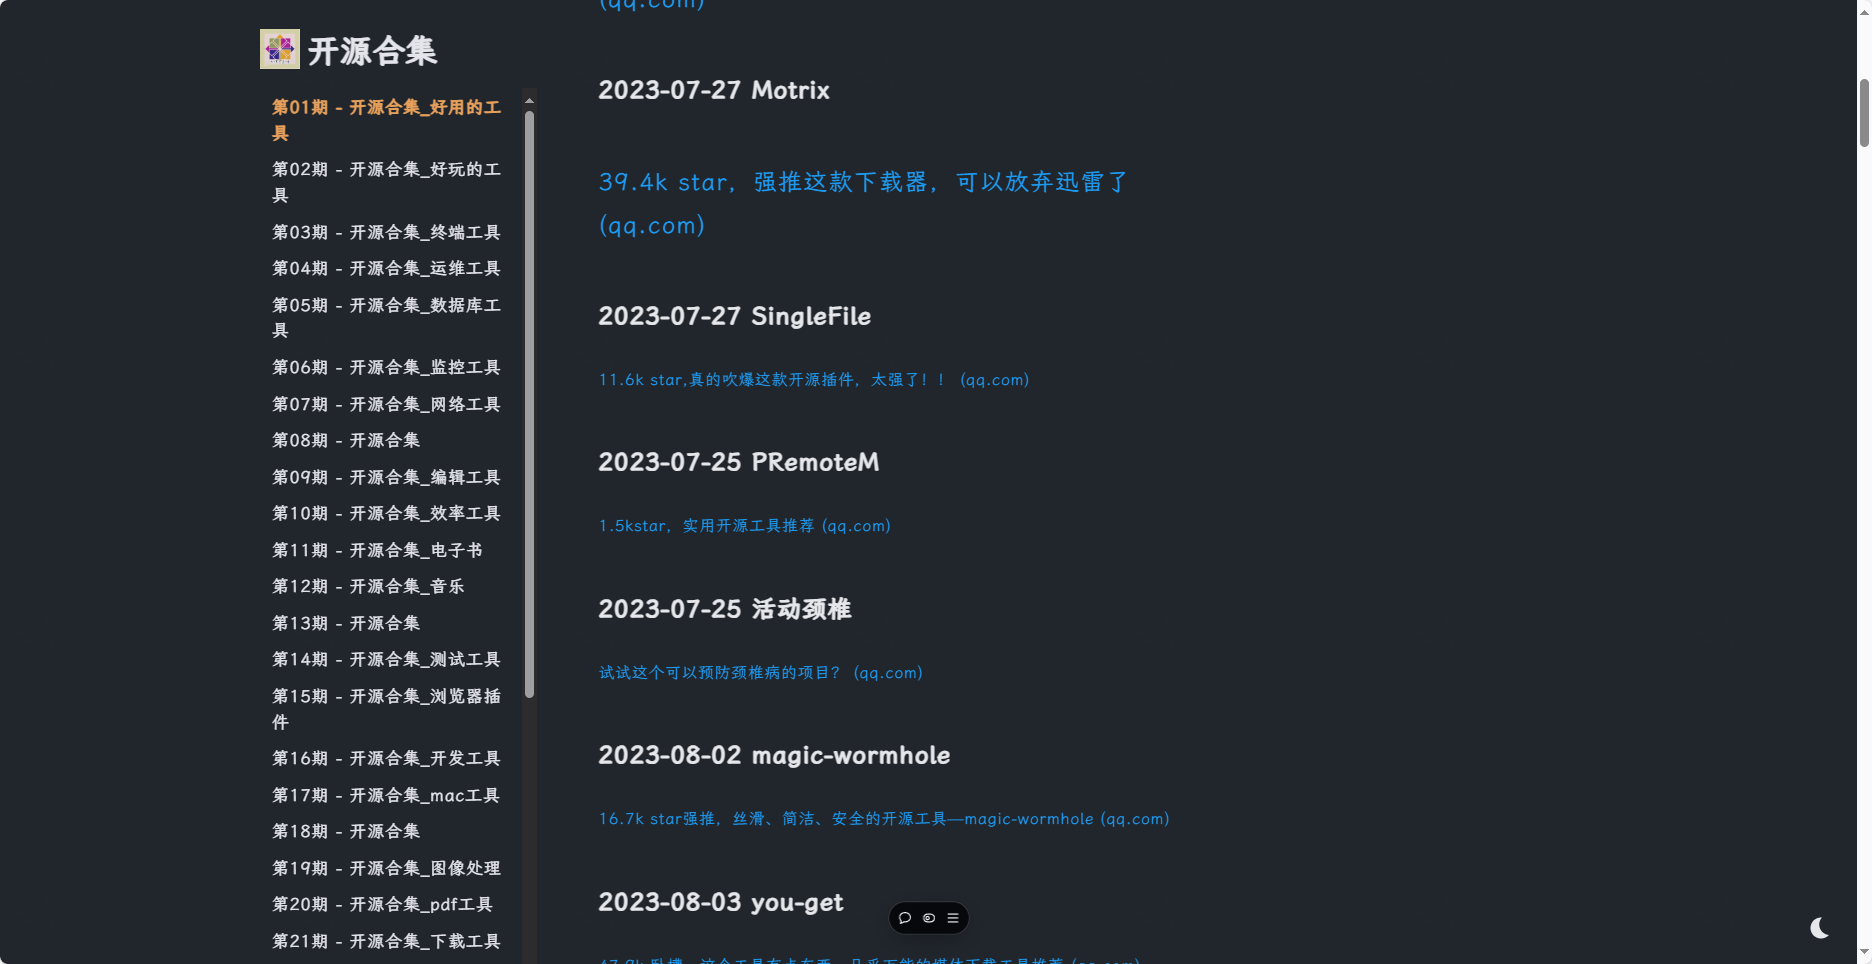 开源合集
第01期 - 开源合集_好用的工
具
第02期 - 开源合集_好玩的工
具
第03期 - 开源合集_终端工具
第04期 - 开源合集_运维工具
第05期 - 开源合集_数据库工
具
第06期 - 开源合集_监控工具
第07期 - 开源合集_网络工具
第08期 - 开源合集
第09期 - 开源合集_编辑工具
第10期 - 开源合集_效率工具
第11期 - 开源合集_电子书
第12期 - 开源合集_音乐
第13期 - 开源合集
第14期 - 开源合集_测试工具
第15期 - 开源合集_浏览器插
件
第16期 - 开源合集_开发工具
第17期 - 开源合集_mac工具
第18期 - 开源合集
第19期 - 开源合集_图像处理
第20期 - 开源合集_pdf工具
第21期 - 开源合集_下载工具
(qq.com)
2023-07-27 Motrix
39.4k star，强推这款下载器，可以放弃迅雷了
(qq.com)
2023-07-27 SingleFile
11.6k star,真的吹爆这款开源插件，太强了！！ (qq.com)
2023-07-25 PRemoteM
1.5kstar，实用开源工具推荐 (qq.com)
2023-07-25 活动颈椎
试试这个可以预防颈椎病的项目？ (qq.com)
2023-08-02 magic-wormhole
16.7k star强推，丝滑、简洁、安全的开源工具—magic-wormhole (qq.com)
2023-08-03 you-get